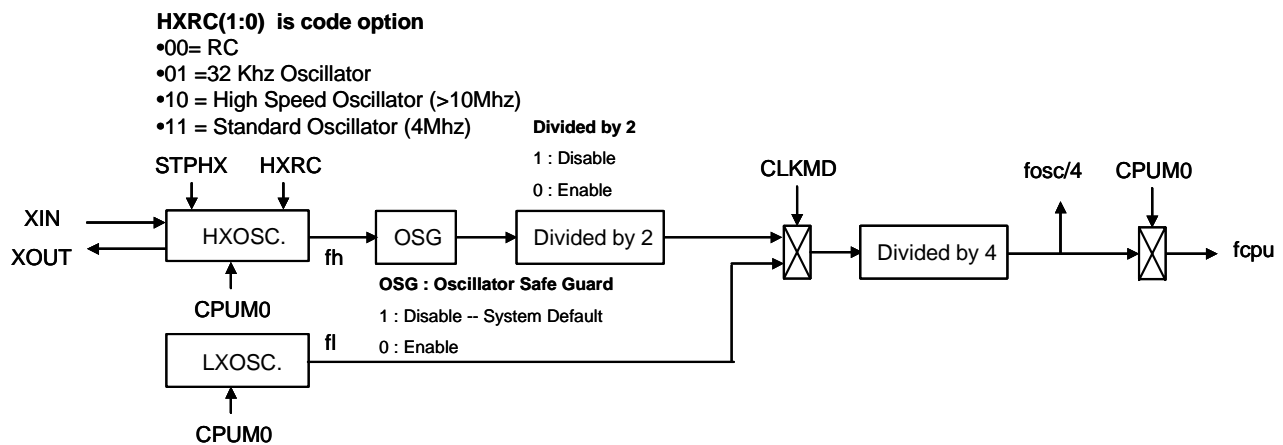 HXRC(1:0)  is code option
•00= RC
•01 =32 Khz Oscillator
•10 = High Speed Oscillator (>10Mhz)
•11 = Standard Oscillator (4Mhz)
Divided by 2
1 : Disable
0 : Enable
STPHX
HXRC
CLKMD
fosc/4
CPUM0
XIN
XOUT
HXOSC.
fh
OSG
Divided by 2
Divided by 4
fcpu
CPUM0
OSG : Oscillator Safe Guard
1 : Disable -- System Default
0 : Enable
fl
LXOSC.
CPUM0